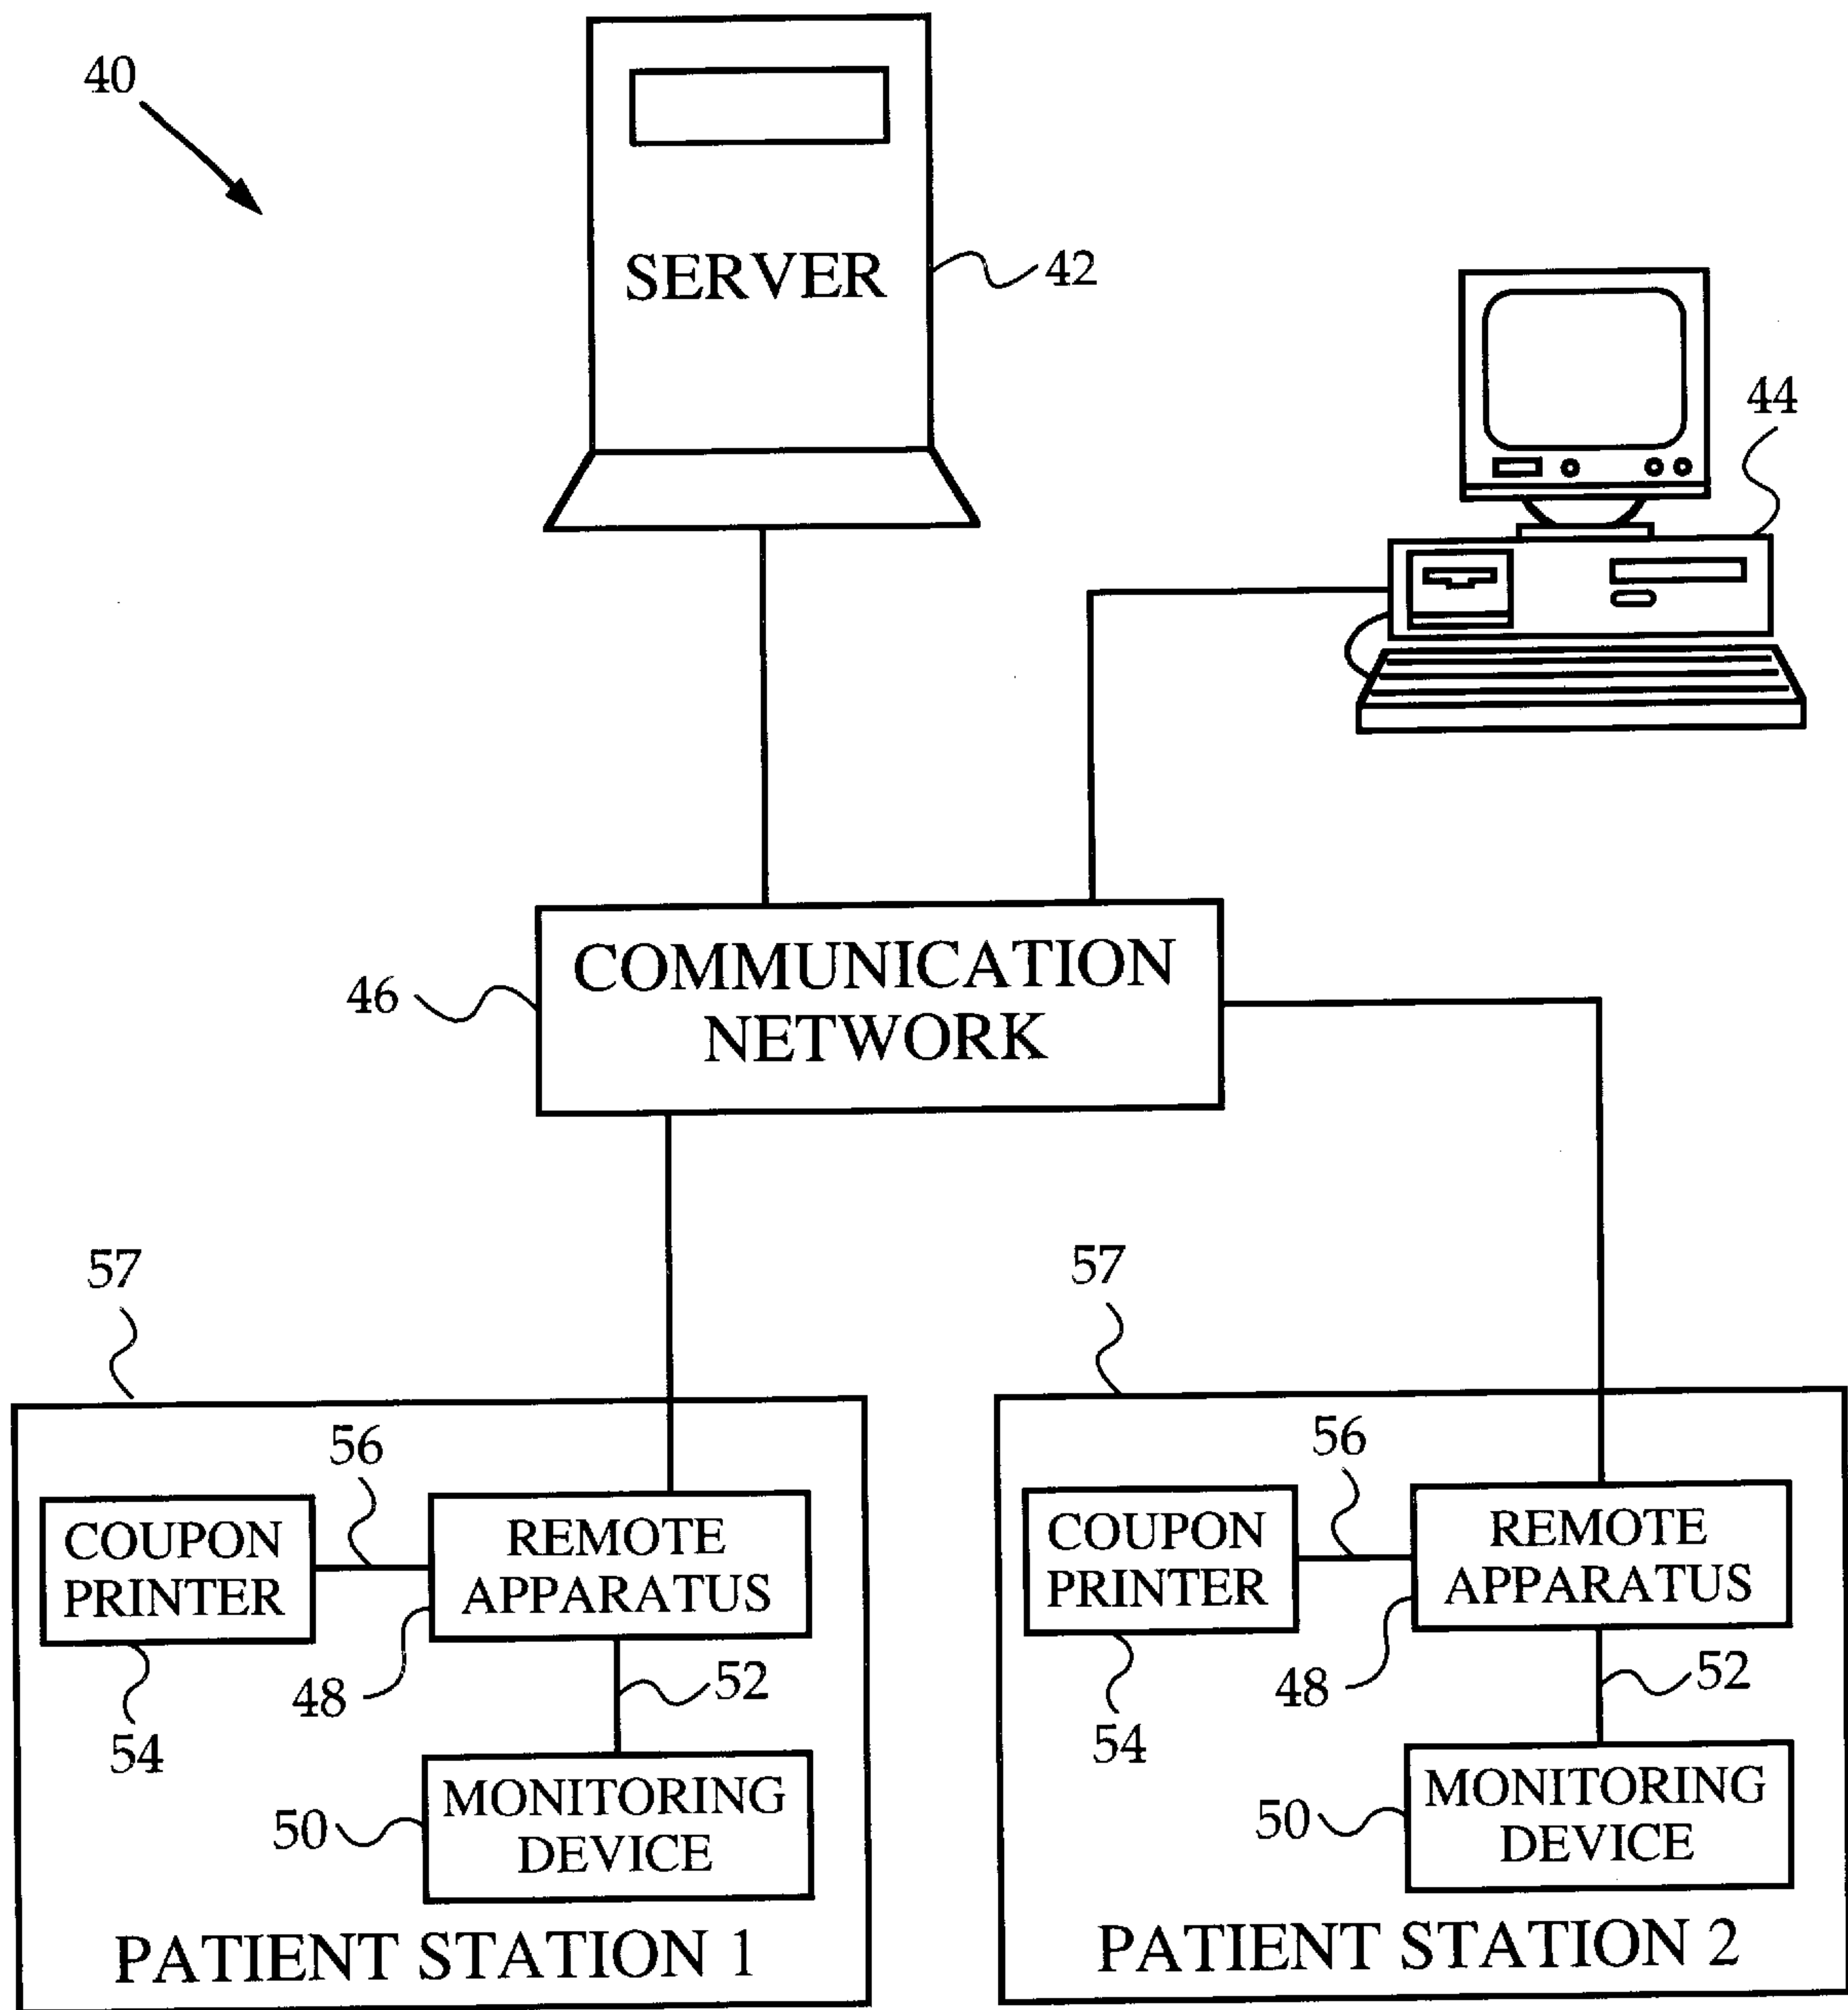 40
SERVER
42
44
46
COMMUNICATION
NETWORK
57
57
56
COUPON
PRINTER
REMOTE
APPARATUS
48
52
54
50
MONITORING
DEVICE
PATIENT STATION 1
56
COUPON
PRINTER
REMOTE
APPARATUS
48
52
54
50
MONITORING
DEVICE
PATIENT STATION 2